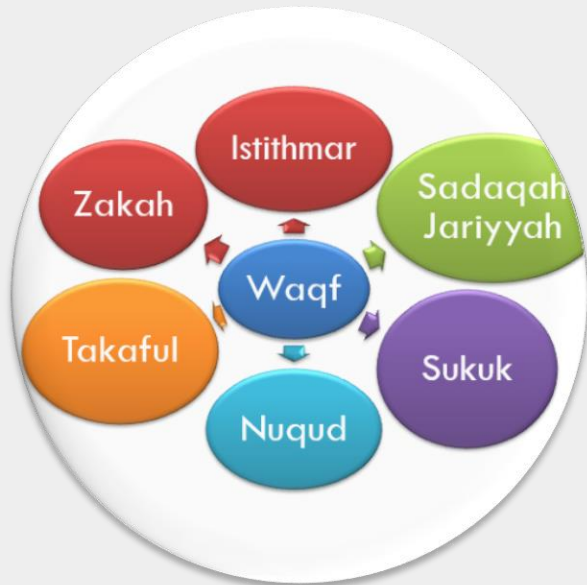 Istithmar
Zakah
Sadaqah
Jariyyah
Waqf
Takaful
Sukuk
Nuqud